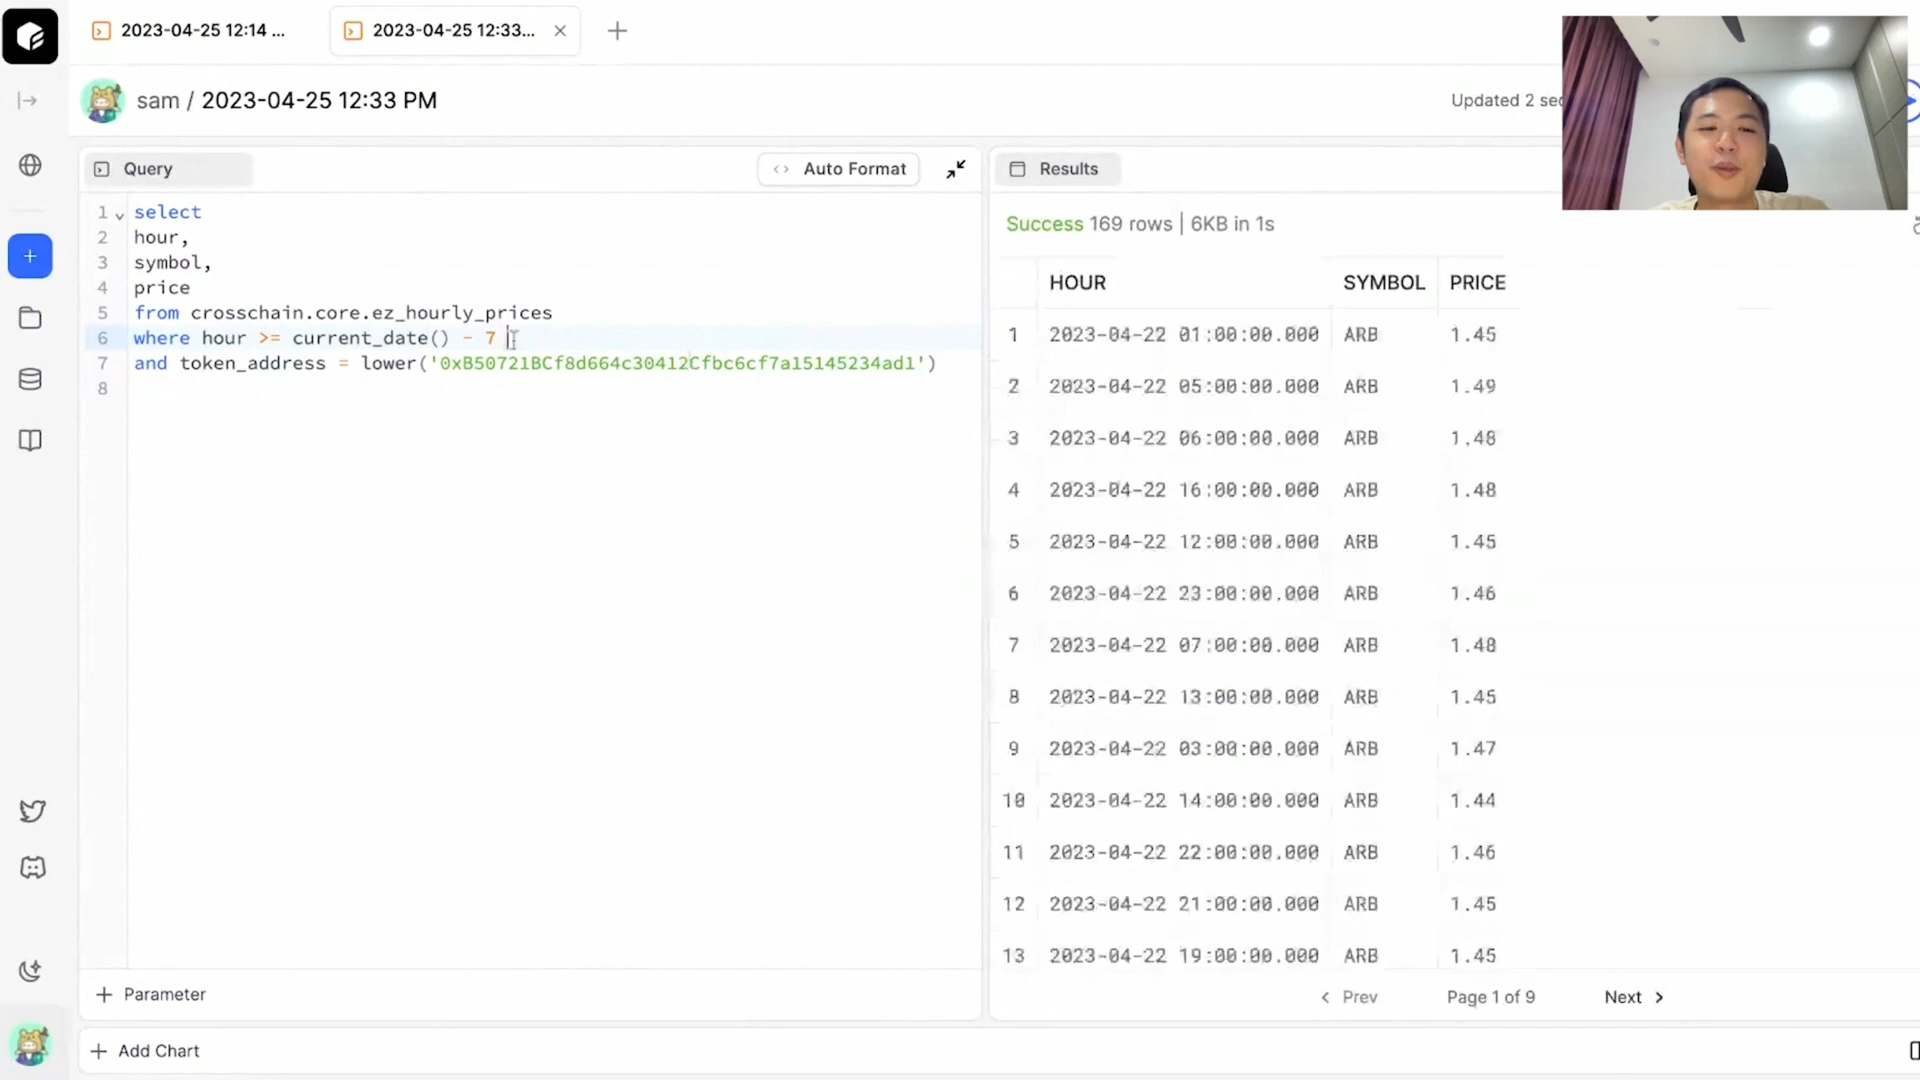 2023-04-25 12:14 ...
2023-04-25 12:33...
sam / 2023-04-25 12:33 PM
Updated 2 sec
Query
Auto Format
1 select
2 hour,
3 symbol,
4 price
5 from crosschain.core.ez_hourly_prices
6 where hour >= current_date() - 7
7 and token_address = lower('0xB50721BCf8d664c30412Cfbc6cf7a15145234ad1')
8
+ Parameter
+ Add Chart
Results
Success 169 rows | 6KB in 1s
HOUR SYMBOL PRICE
1 2023-04-22 01:00:00.000 ARB 1.45
2 2023-04-22 05:00:00.000 ARB 1.49
3 2023-04-22 06:00:00.000 ARB 1.48
4 2023-04-22 16:00:00.000 ARB 1.48
5 2023-04-22 12:00:00.000 ARB 1.45
6 2023-04-22 23:00:00.000 ARB 1.46
7 2023-04-22 07:00:00.000 ARB 1.48
8 2023-04-22 13:00:00.000 ARB 1.45
9 2023-04-22 03:00:00.000 ARB 1.47
10 2023-04-22 14:00:00.000 ARB 1.44
11 2023-04-22 22:00:00.000 ARB 1.46
12 2023-04-22 21:00:00.000 ARB 1.45
13 2023-04-22 19:00:00.000 ARB 1.45
Prev Page 1 of 9 Next